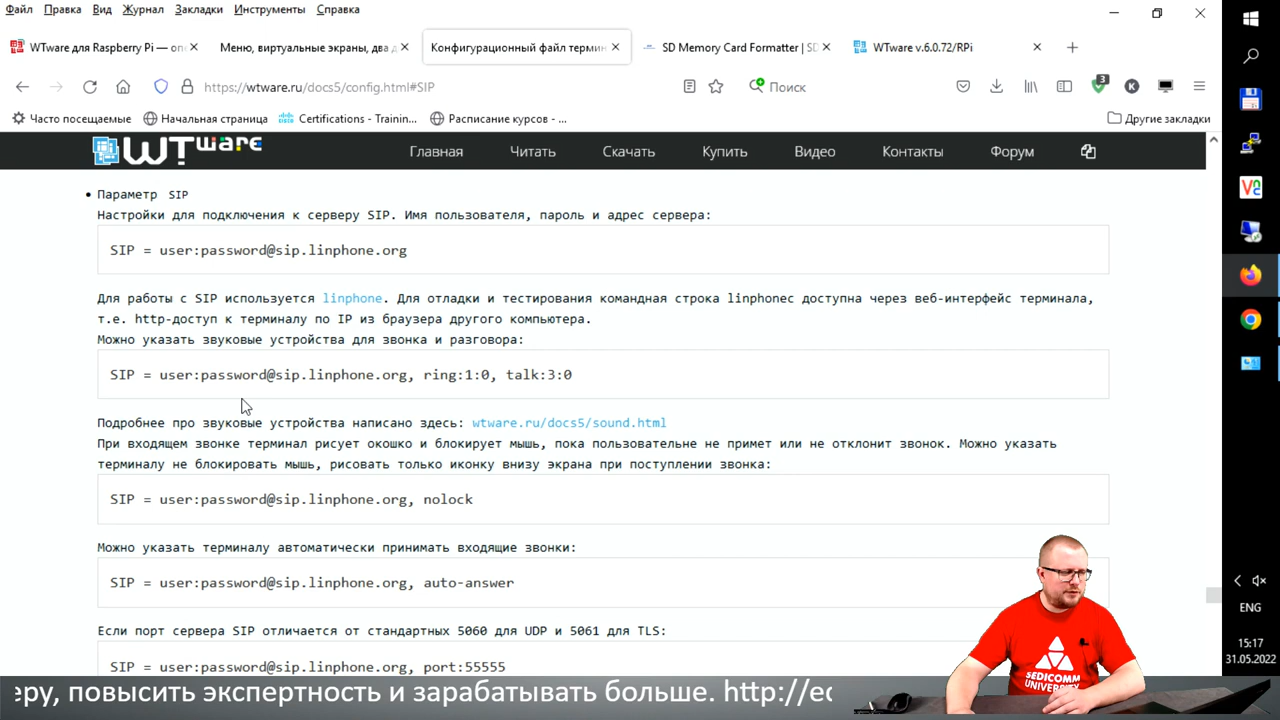 Файл Правка Вид Журнал Закладки Инструменты Справка
WTware для Raspberry Pi — оп Меню, виртуальные экраны, два д Конфигурационный файл термин SD Memory Card Formatter | SD WTware v.6.0.72/RPi
https://wtware.ru/docs5/config.html#SIP
Поиск
3
K
Часто посещаемые Начальная страница Certifications - Trainin... Расписание курсов - ... Другие закладки
WTware Главная Читать Скачать Купить Видео Контакты Форум
• Параметр SIP
Настройки для подключения к серверу SIP. Имя пользователя, пароль и адрес сервера:
SIP = user:password@sip.linphone.org
Для работы с SIP используется linphone. Для отладки и тестирования командная строка linphonec доступна через веб-интерфейс терминала,
т.е. http-доступ к терминалу по IP из браузера другого компьютера.
Можно указать звуковые устройства для звонка и разговора:
SIP = user:password@sip.linphone.org, ring:1:0, talk:3:0
Подробнее про звуковые устройства написано здесь: wtware.ru/docs5/sound.html
При входящем звонке терминал рисует окошко и блокирует мышь, пока пользовательне не примет или не отклонит звонок. Можно указать
терминалу не блокировать мышь, рисовать только иконку внизу экрана при поступлении звонка:
SIP = user:password@sip.linphone.org, nolock
Можно указать терминалу автоматически принимать входящие звонки:
SIP = user:password@sip.linphone.org, auto-answer
Если порт сервера SIP отличается от стандартных 5060 для UDP и 5061 для TLS:
SIP = user:password@sip.linphone.org, port:55555
ENG
15:17
31.05.2022
SEDICOMM
UNIVERSITY
еру, повысить экспертность и зарабатывать больше. http://ed